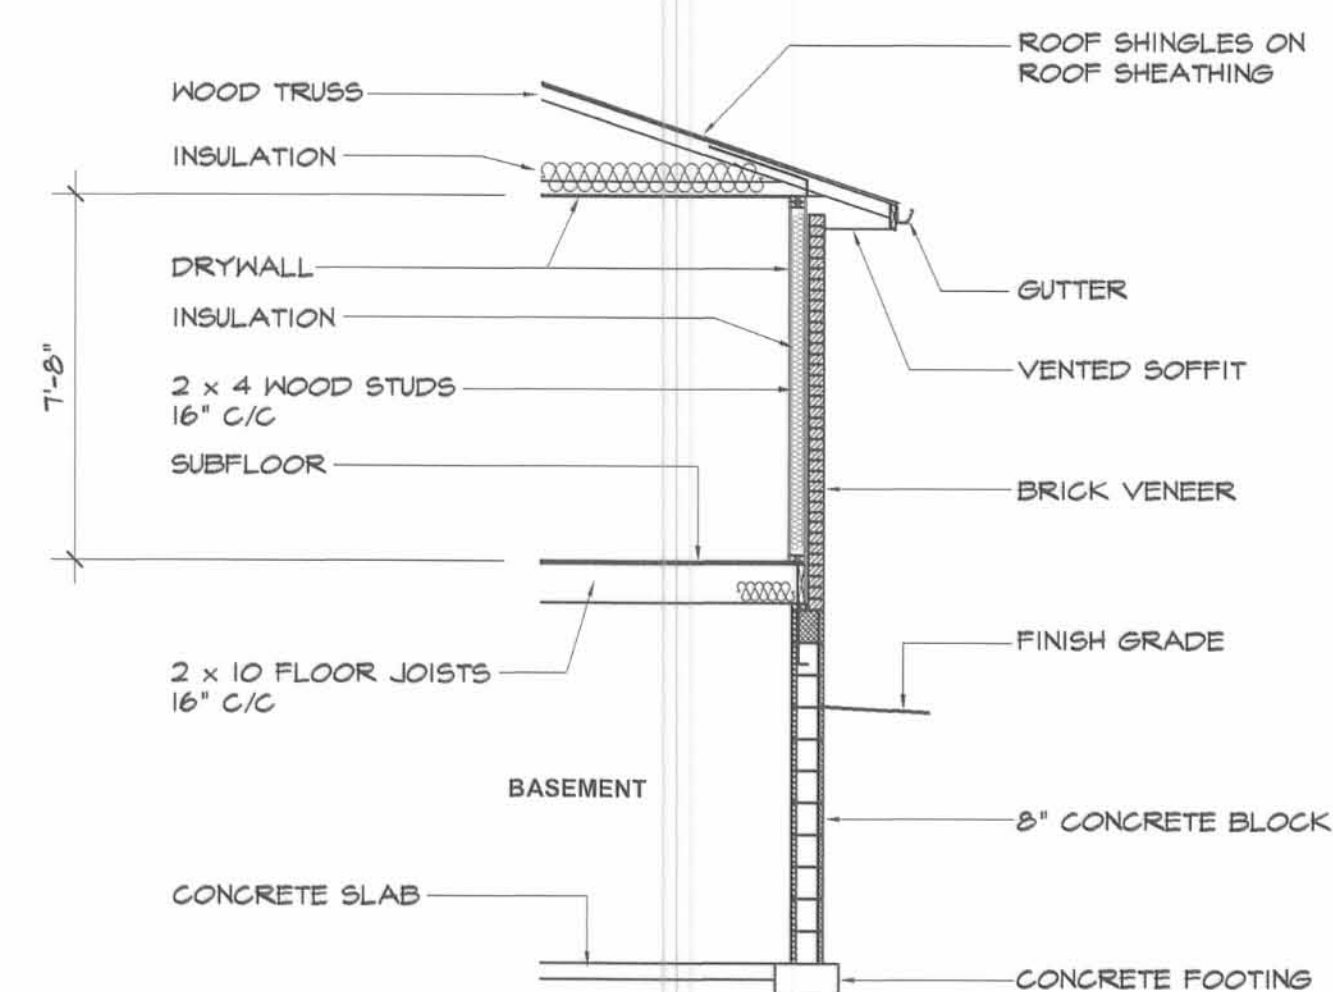 WOOD TRUSS
INSULATION
DRYWALL
INSULATION
2 x 4 WOOD STUDS
16" C/C
SUBFLOOR
7'-8"
2 x 10 FLOOR JOISTS
16" C/C
BASEMENT
CONCRETE SLAB
ROOF SHINGLES ON
ROOF SHEATHING
GUTTER
VENTED SOFFIT
BRICK VENEER
FINISH GRADE
8" CONCRETE BLOCK
CONCRETE FOOTING